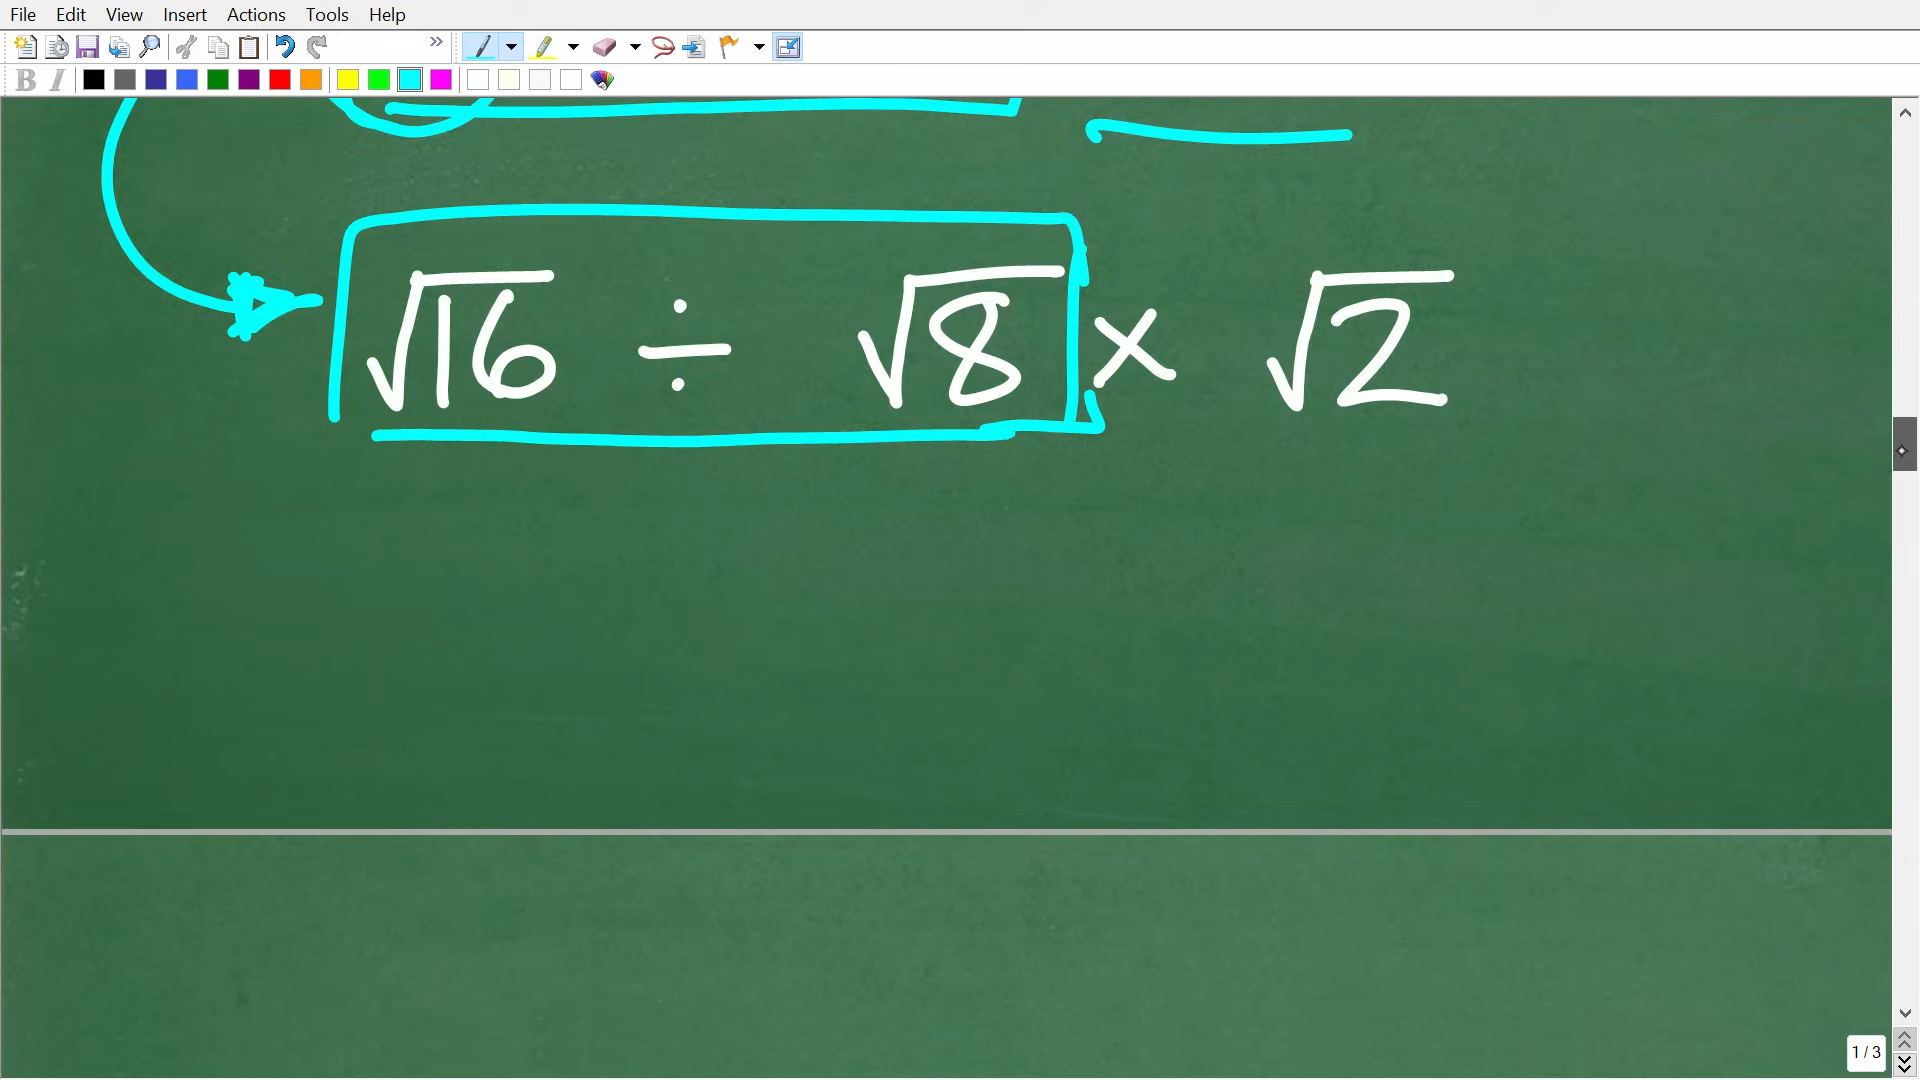 File Edit View Insert Actions Tools Help
B I
√16 ÷ √8 × √2
1 / 3